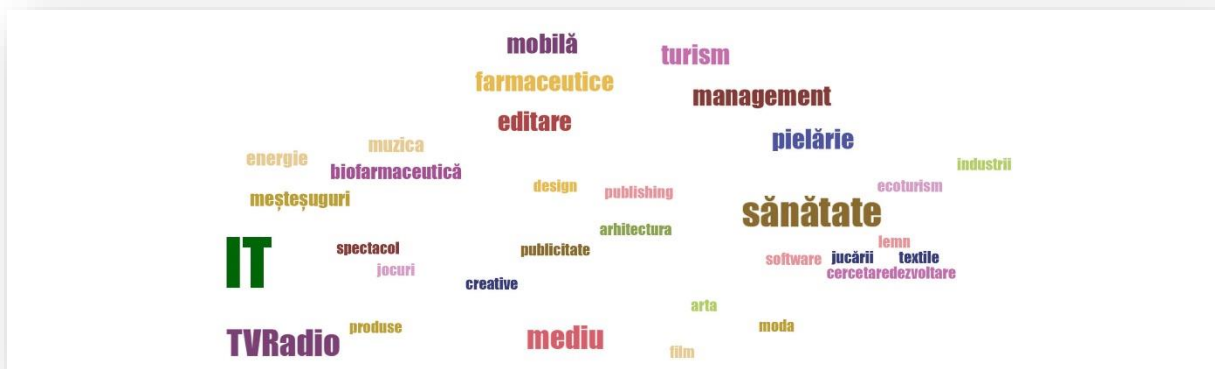 mobilă
turism
farmaceutice
management
editare
pielărie
muzica
energie
industrii
biofarmaceutică
design
ecoturism
publishing
meșteșuguri
sănătate
arhitectura
lemn
spectacol
publicitate
IT
software
jucării
textile
jocuri
cercetaredezvoltare
creative
arta
produse
moda
mediu
TVRadio
film